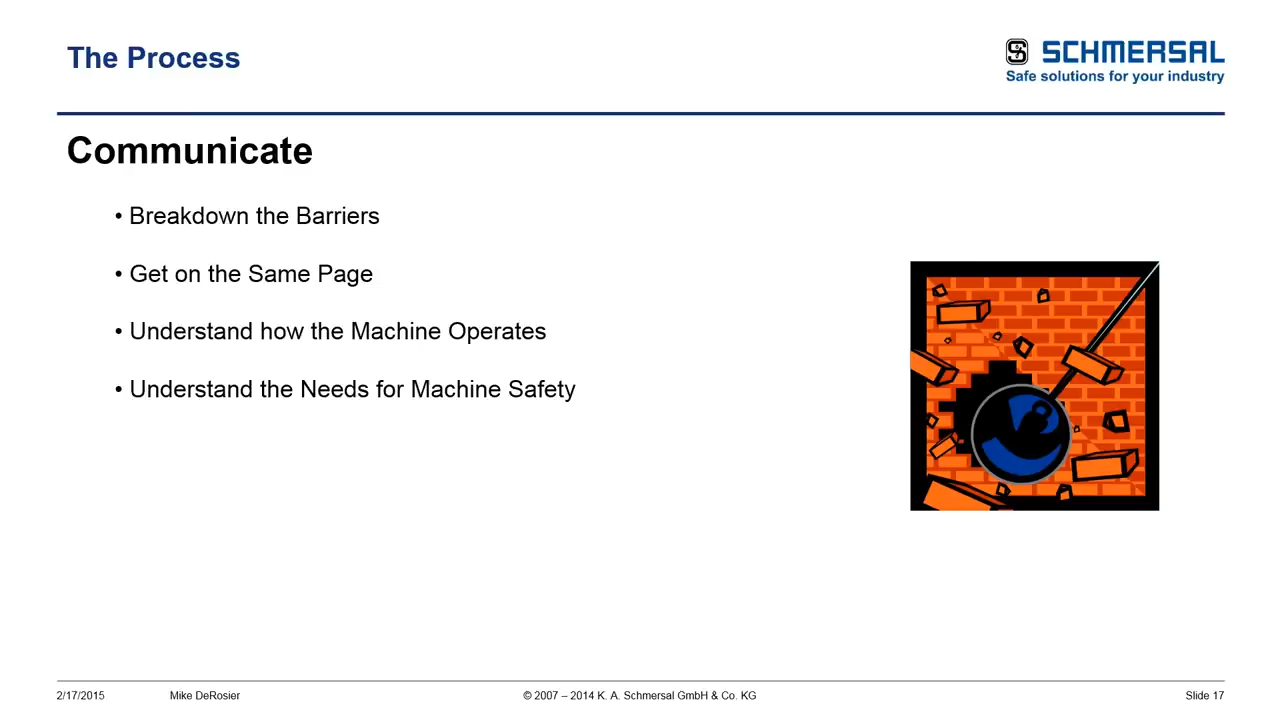 The Process
SCHMERSAL
Safe solutions for your industry
Communicate
• Breakdown the Barriers
• Get on the Same Page
• Understand how the Machine Operates
• Understand the Needs for Machine Safety
2/17/2015 Mike DeRosier © 2007 – 2014 K. A. Schmersal GmbH & Co. KG Slide 17